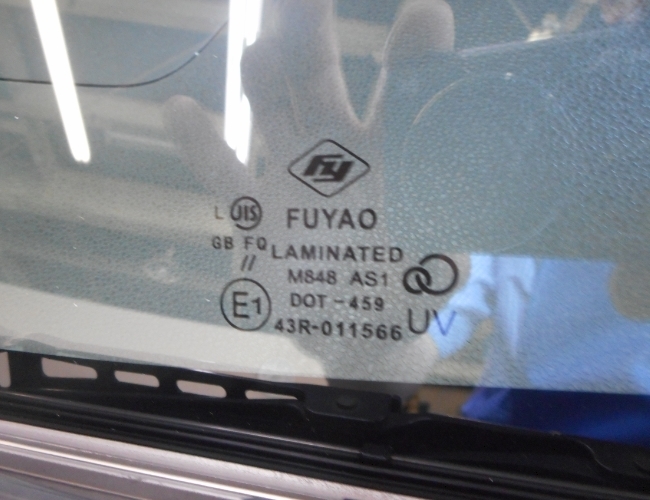 FY
L JIS FUYAO
GB FQ LAMINATED
// M848 AS1
E1 DOT-459
43R-011566 UV